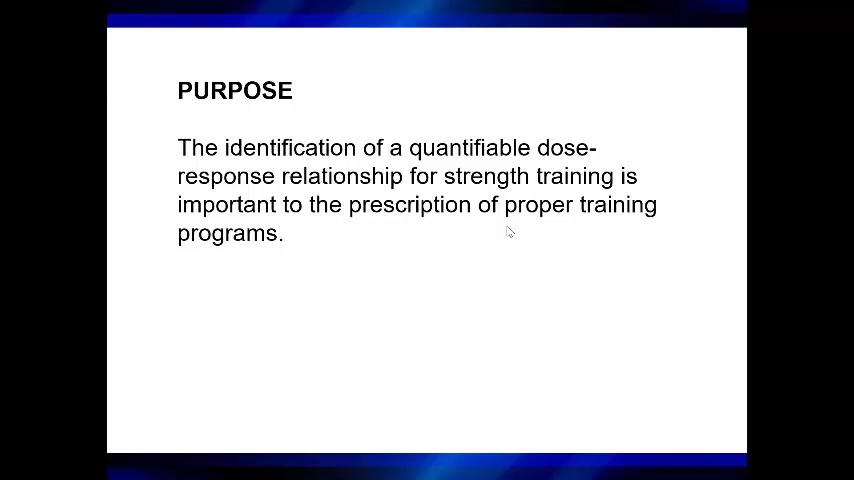 PURPOSE
The identification of a quantifiable dose-
response relationship for strength training is
important to the prescription of proper training
programs.